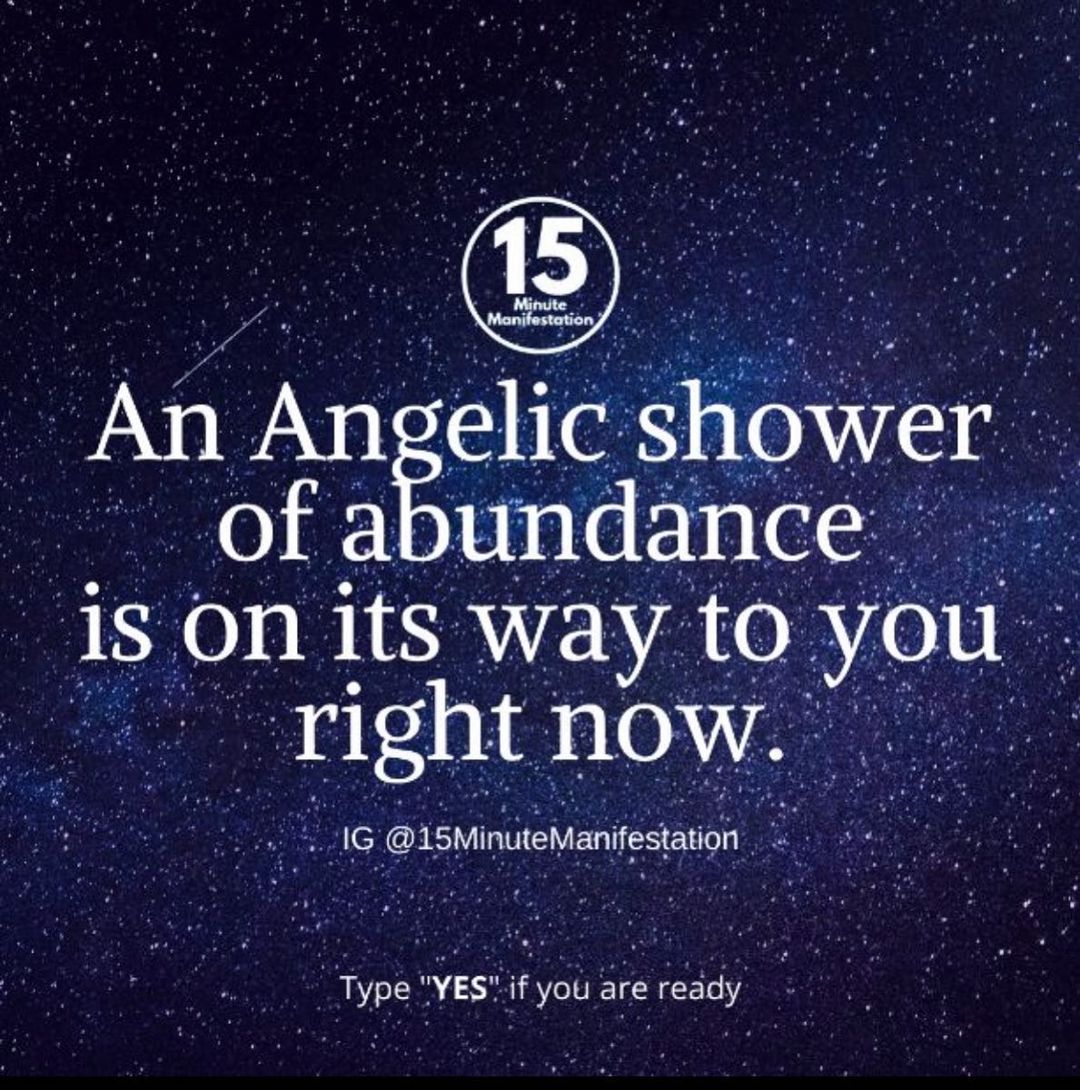 15
Minute
Manifestation
An Angelic shower
of abundance
is on its way to you
right now.
IG @15MinuteManifestation
Type "YES" if you are ready